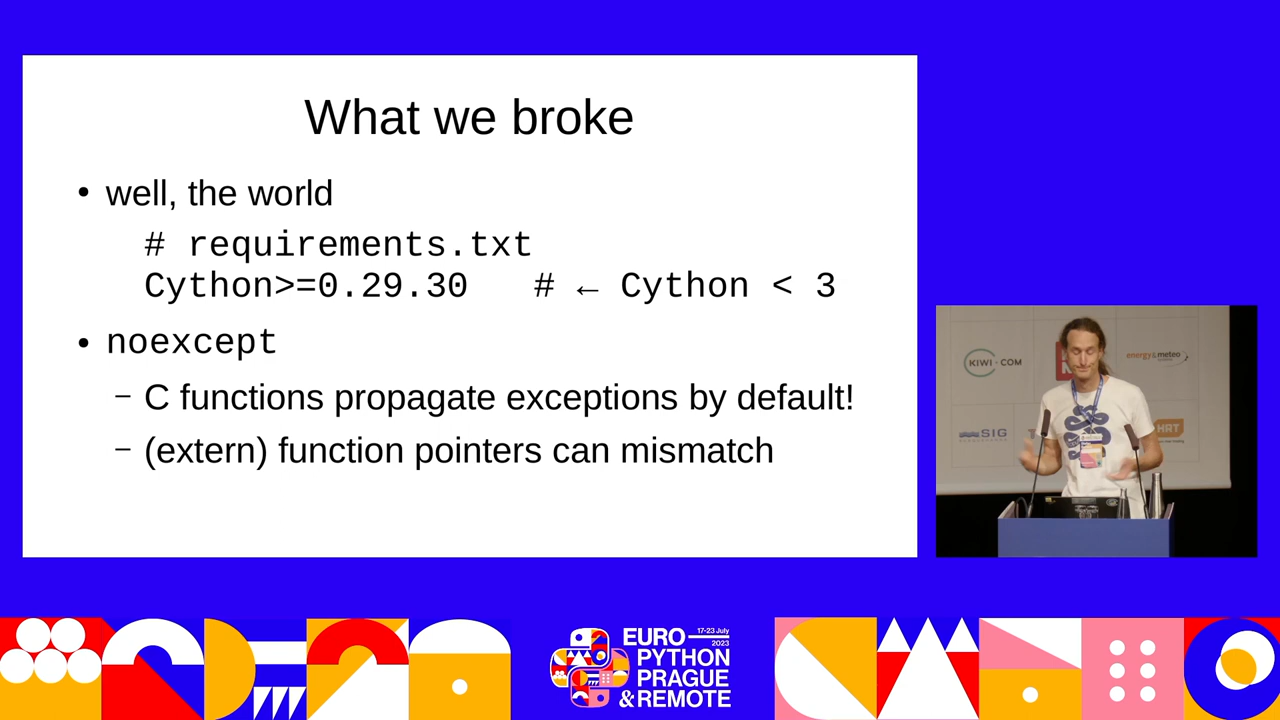 What we broke
• well, the world
# requirements.txt
Cython>=0.29.30 # ← Cython < 3
• noexcept
– C functions propagate exceptions by default!
– (extern) function pointers can mismatch
KIWI·COM
energy & meteo
SIG
HAT
EURO
17-23 July
2023
PYTHON
PRAGUE
& REMOTE